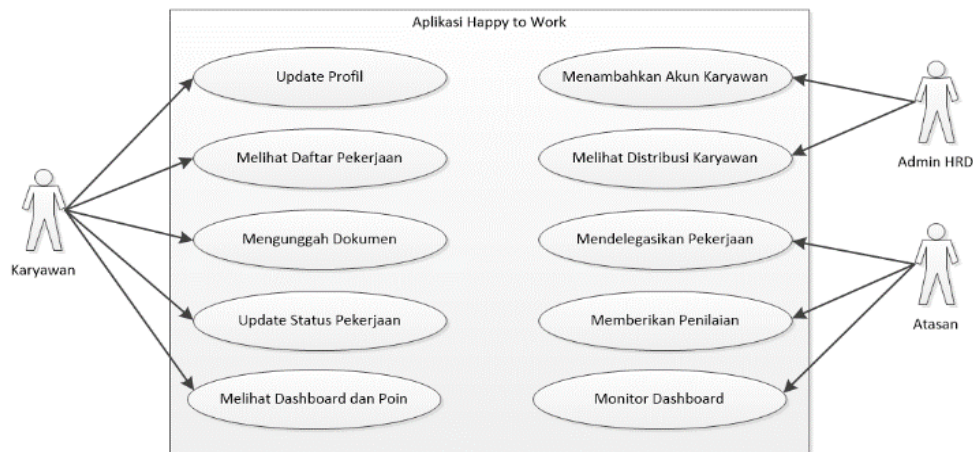 Aplikasi Happy to Work
Update Profil
Menambahkan Akun Karyawan
Admin HRD
Melihat Daftar Pekerjaan
Melihat Distribusi Karyawan
Karyawan
Mengunggah Dokumen
Mendelegasikan Pekerjaan
Update Status Pekerjaan
Memberikan Penilaian
Atasan
Melihat Dashboard dan Poin
Monitor Dashboard